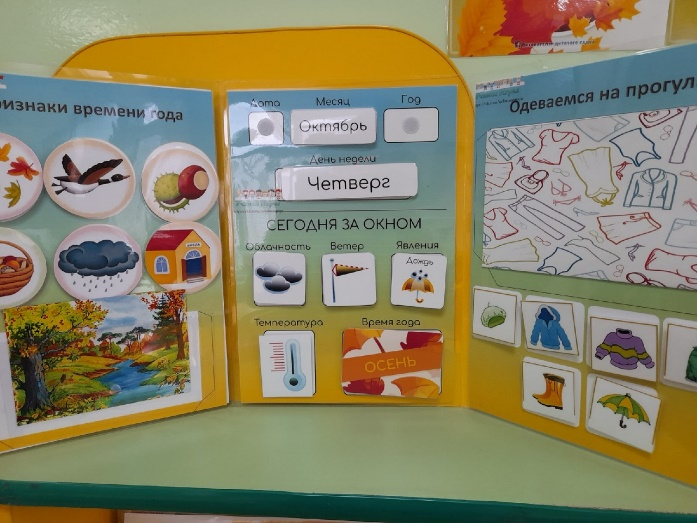 ризнаки времени года
Дата
Месяц
Год
Октябрь
День недели
Четверг
СЕГОДНЯ ЗА ОКНОМ
Облачность
Ветер
Явления
Дождь
Температура
Время года
ОСЕНЬ
Одеваемся на прогул